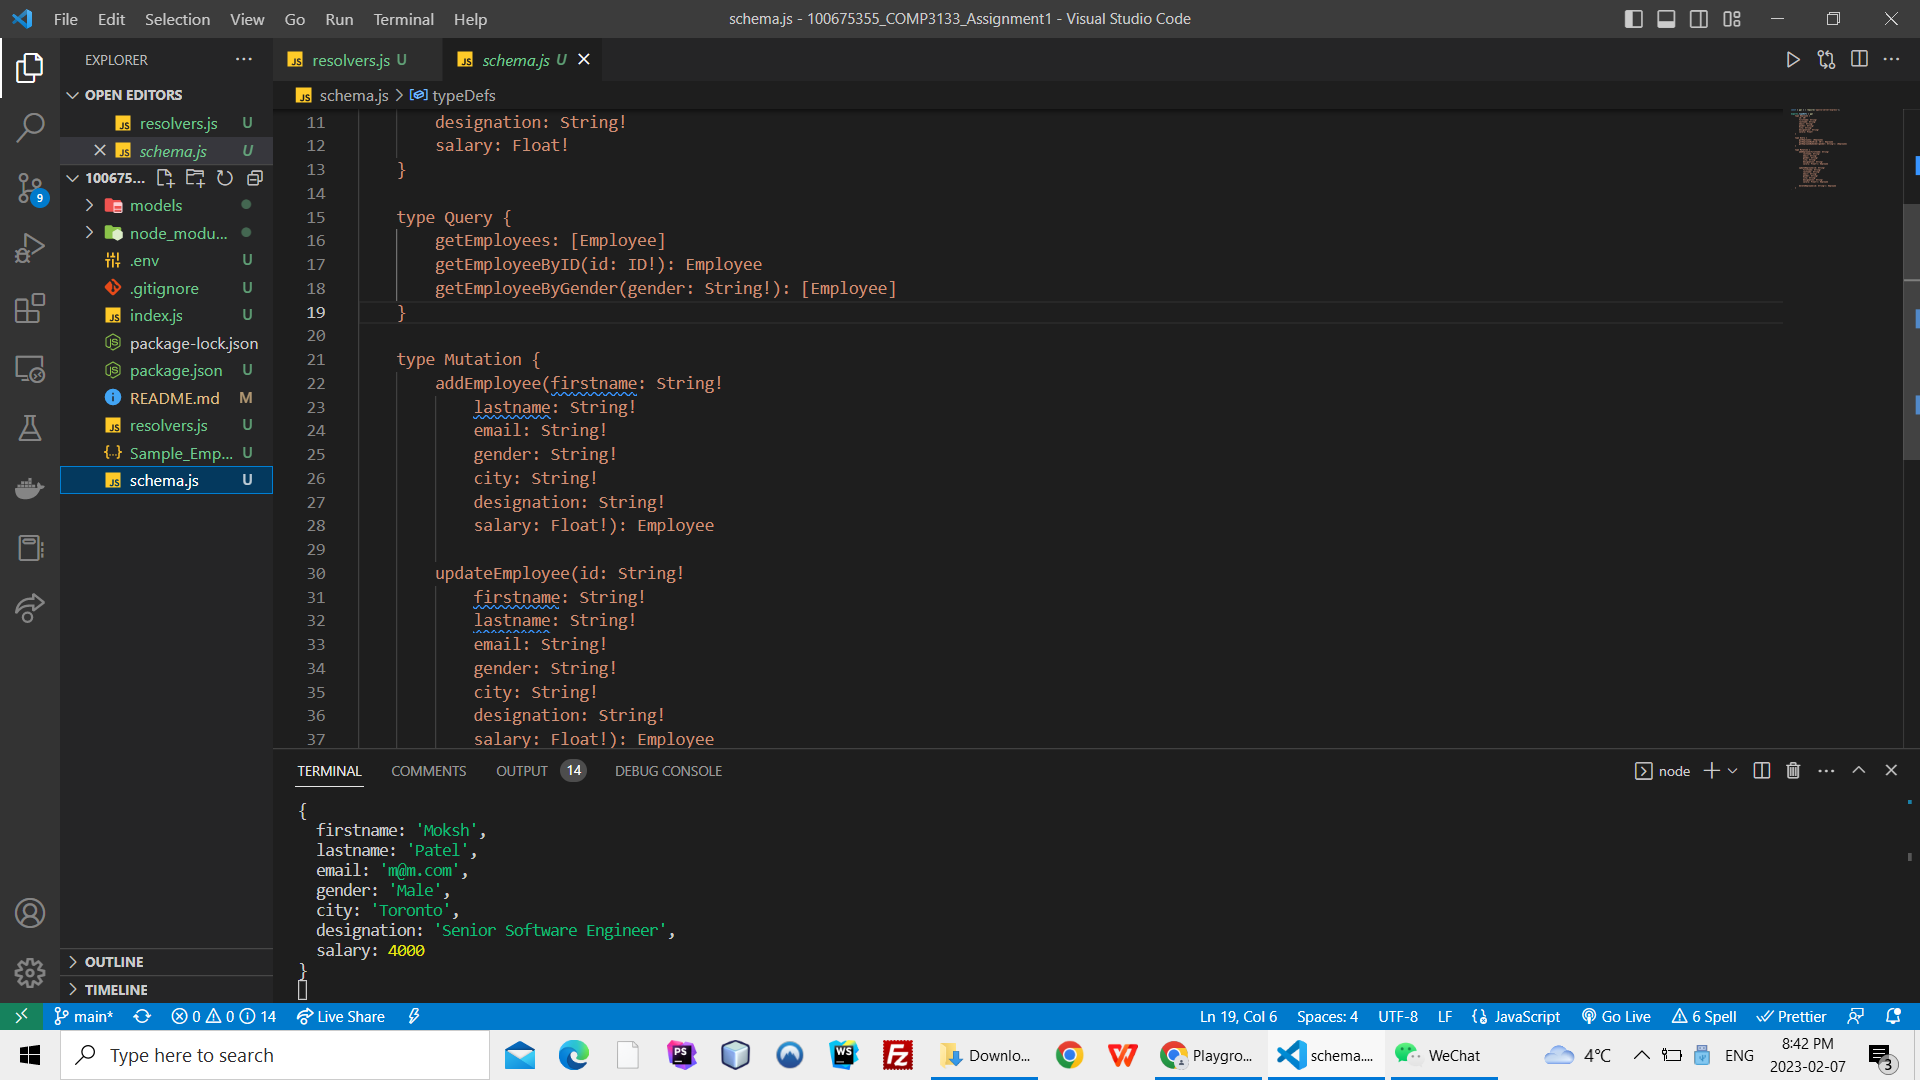 File Edit Selection View Go Run Terminal Help
schema.js - 100675355_COMP3133_Assignment1 - Visual Studio Code
EXPLORER
OPEN EDITORS
resolvers.js U
schema.js U
100675...
models
node_modu...
.env U
.gitignore U
index.js U
package-lock.json
package.json U
README.md M
resolvers.js U
Sample_Emp... U
schema.js U
OUTLINE
TIMELINE
9
resolvers.js U
schema.js U
schema.js > typeDefs
11 designation: String!
12 salary: Float!
13 }
14
15 type Query {
16 getEmployees: [Employee]
17 getEmployeeByID(id: ID!): Employee
18 getEmployeeByGender(gender: String!): [Employee]
19 }
20
21 type Mutation {
22 addEmployee(firstname: String!
23 lastname: String!
24 email: String!
25 gender: String!
26 city: String!
27 designation: String!
28 salary: Float!): Employee
29
30 updateEmployee(id: String!
31 firstname: String!
32 lastname: String!
33 email: String!
34 gender: String!
35 city: String!
36 designation: String!
37 salary: Float!): Employee
TERMINAL COMMENTS OUTPUT 14 DEBUG CONSOLE
node
{
firstname: 'Moksh',
lastname: 'Patel',
email: 'm@m.com',
gender: 'Male',
city: 'Toronto',
designation: 'Senior Software Engineer',
salary: 4000
}
main* 0 0 14 Live Share
Ln 19, Col 6 Spaces: 4 UTF-8 LF JavaScript Go Live 6 Spell Prettier
Type here to search
PS
WS
Fz
Downlo...
Playgro...
schema....
WeChat
4°C
ENG
8:42 PM
2023-02-07
3